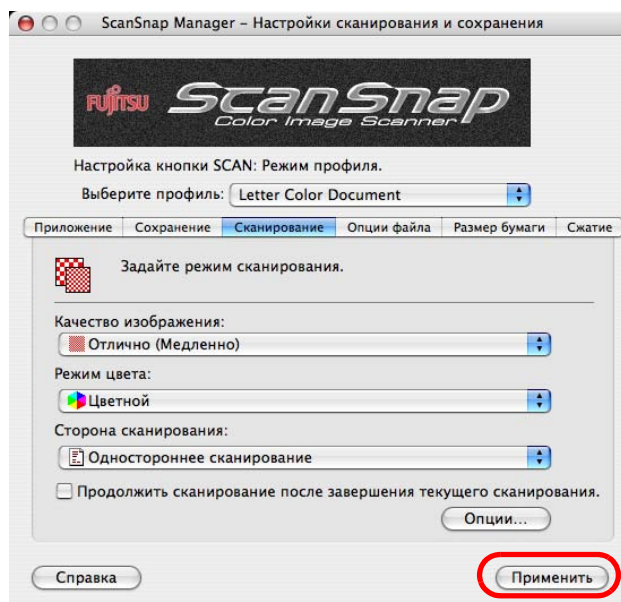 ScanSnap Manager – Настройки сканирования и сохранения
FUJITSU ScanSnap
Color Image Scanner
Настройка кнопки SCAN: Режим профиля.
Выберите профиль: Letter Color Document
Приложение Сохранение Сканирование Опции файла Размер бумаги Сжатие
Задайте режим сканирования.
Качество изображения:
Отлично (Медленно)
Режим цвета:
Цветной
Сторона сканирования:
Одностороннее сканирование
Продолжить сканирование после завершения текущего сканирования.
Опции...
Справка Применить